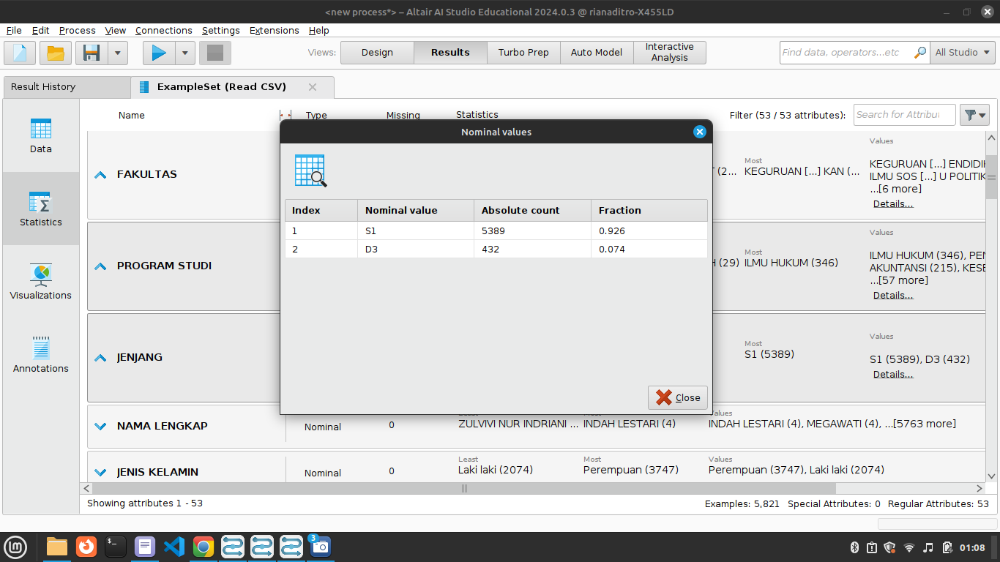 <new process*> – Altair AI Studio Educational 2024.0.3 @ rianaditro-X455LD
File Edit Process View Connections Settings Extensions Help
Views: Design Results Turbo Prep Auto Model Interactive Analysis
Find data, operators...etc All Studio
Result History
ExampleSet (Read CSV)
Name Type Missing Statistics Filter (53 / 53 attributes): Search for Attribut
Data
Statistics
Visualizations
Annotations
Nominal values
Index Nominal value Absolute count Fraction
1 S1 5389 0.926
2 D3 432 0.074
Close
FAKULTAS
(2...
Most
KEGURUAN [...] KAN (...
Values
KEGURUAN [...] ENDIDI
ILMU SOS [...] U POLITIK
...[6 more]
Details...
PROGRAM STUDI
(29)
Most
ILMU HUKUM (346)
Values
ILMU HUKUM (346), PEN
AKUNTANSI (215), KESE
...[57 more]
Details...
JENJANG
Most
S1 (5389)
Values
S1 (5389), D3 (432)
Details...
NAMA LENGKAP Nominal 0
Least
ZULVIVI NUR INDRIANI ...
Most
INDAH LESTARI (4)
Values
INDAH LESTARI (4), MEGAWATI (4), ...[5763 more]
JENIS KELAMIN Nominal 0
Least
Laki laki (2074)
Most
Perempuan (3747)
Values
Perempuan (3747), Laki laki (2074)
Showing attributes 1 - 53
Examples: 5,821 Special Attributes: 0 Regular Attributes: 53
3
01:08